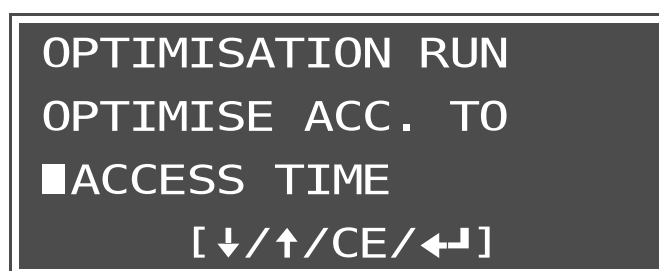 OPTIMISATION RUN
OPTIMISE ACC. TO
■ACCESS TIME
[↓/↑/CE/↵]